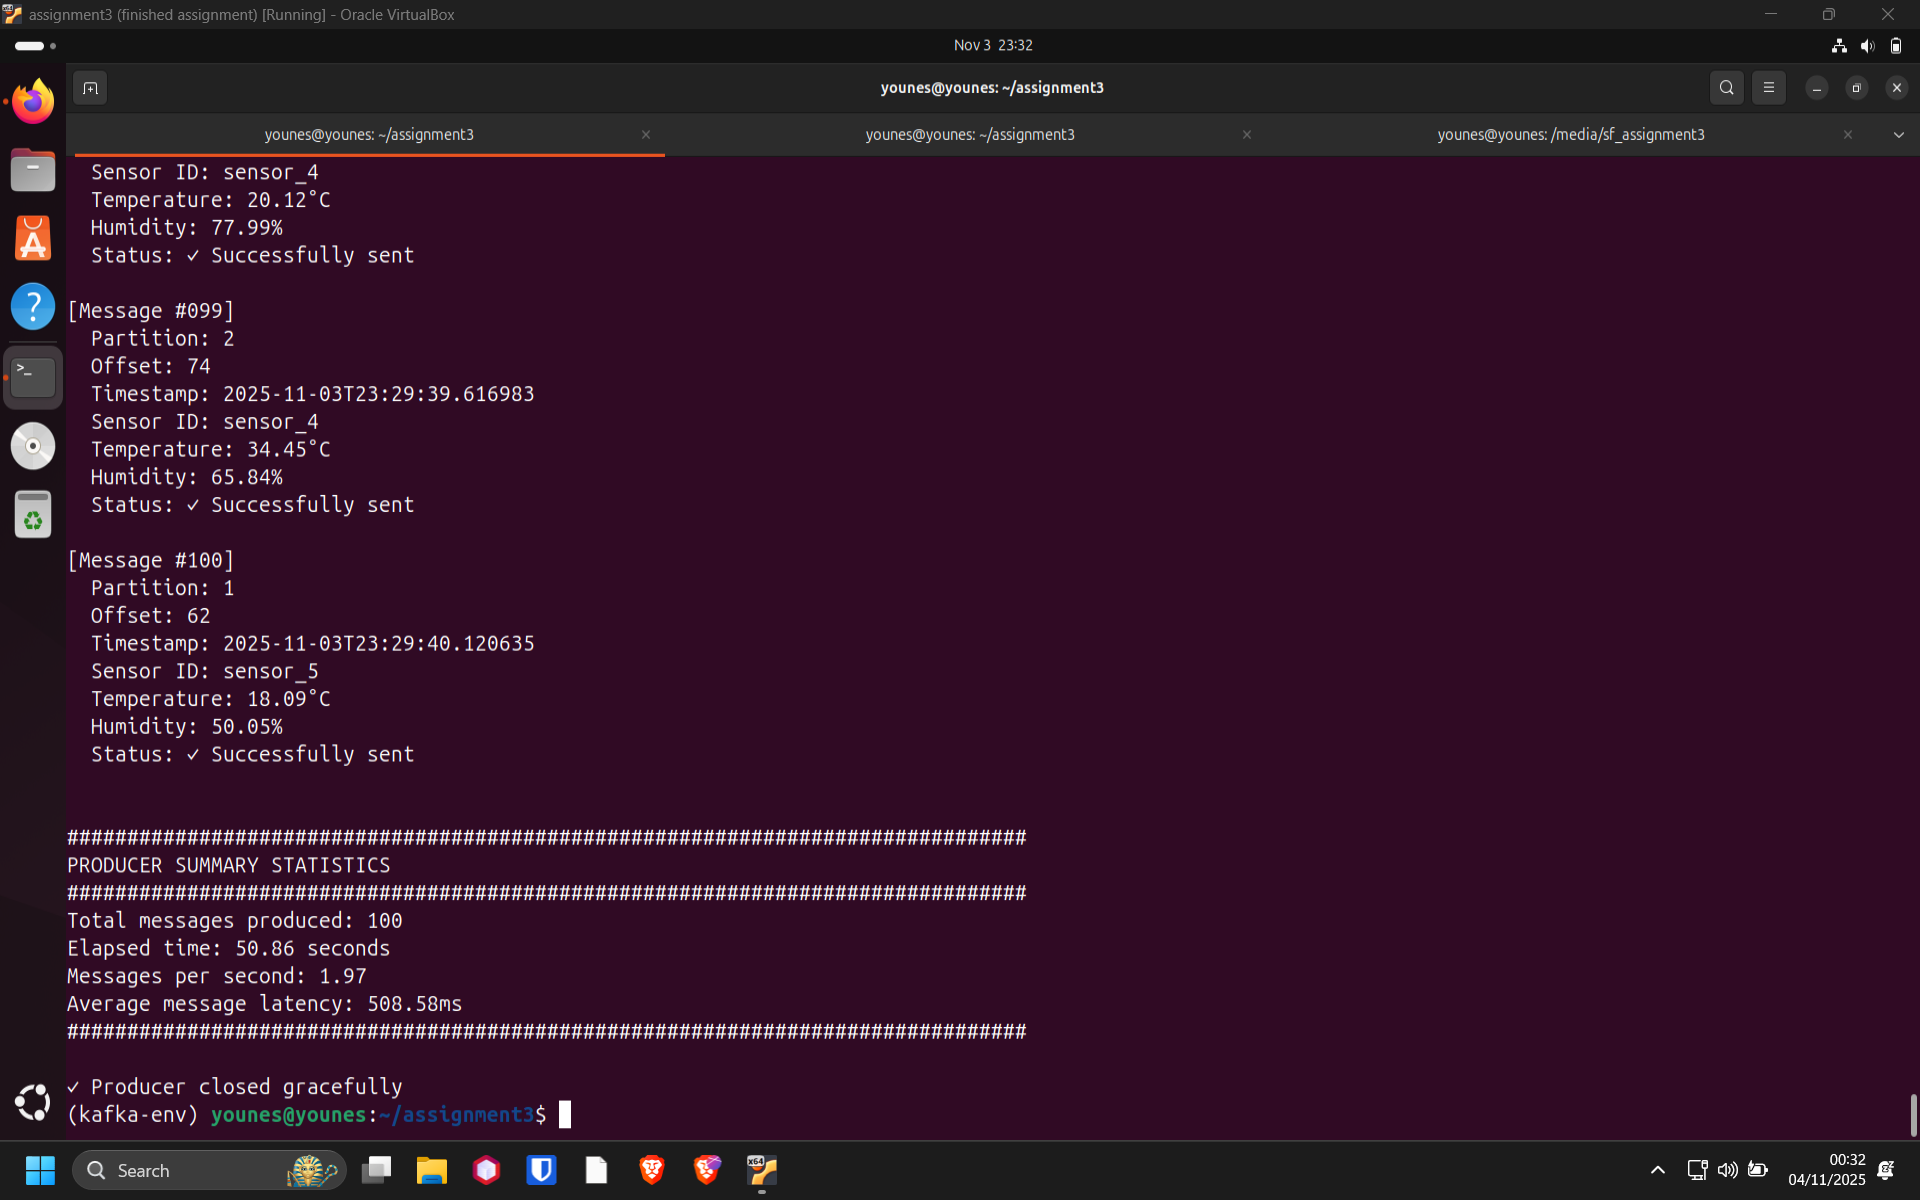 assignment3 (finished assignment) [Running] - Oracle VirtualBox
Nov 3 23:32
younes@younes: ~/assignment3
younes@younes: ~/assignment3
younes@younes: ~/assignment3
younes@younes: /media/sf_assignment3
Sensor ID: sensor_4
Temperature: 20.12°C
Humidity: 77.99%
Status: ✓ Successfully sent
[Message #099]
Partition: 2
Offset: 74
Timestamp: 2025-11-03T23:29:39.616983
Sensor ID: sensor_4
Temperature: 34.45°C
Humidity: 65.84%
Status: ✓ Successfully sent
[Message #100]
Partition: 1
Offset: 62
Timestamp: 2025-11-03T23:29:40.120635
Sensor ID: sensor_5
Temperature: 18.09°C
Humidity: 50.05%
Status: ✓ Successfully sent
################################################################################
PRODUCER SUMMARY STATISTICS
################################################################################
Total messages produced: 100
Elapsed time: 50.86 seconds
Messages per second: 1.97
Average message latency: 508.58ms
################################################################################
✓ Producer closed gracefully
(kafka-env) younes@younes:~/assignment3$
Search
x64
00:32
04/11/2025